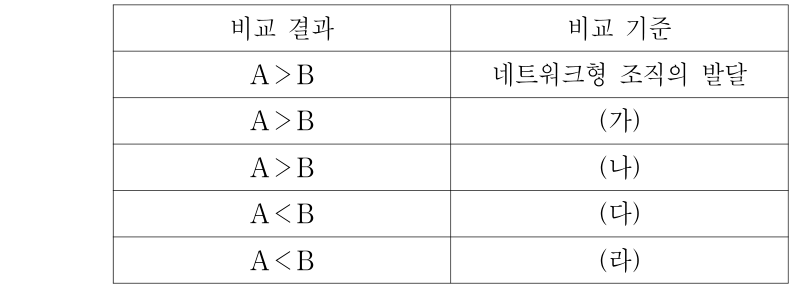 비교 결과 비교 기준
A>B 네트워크형 조직의 발달
A>B (가)
A>B (나)
A<B (다)
A<B (라)